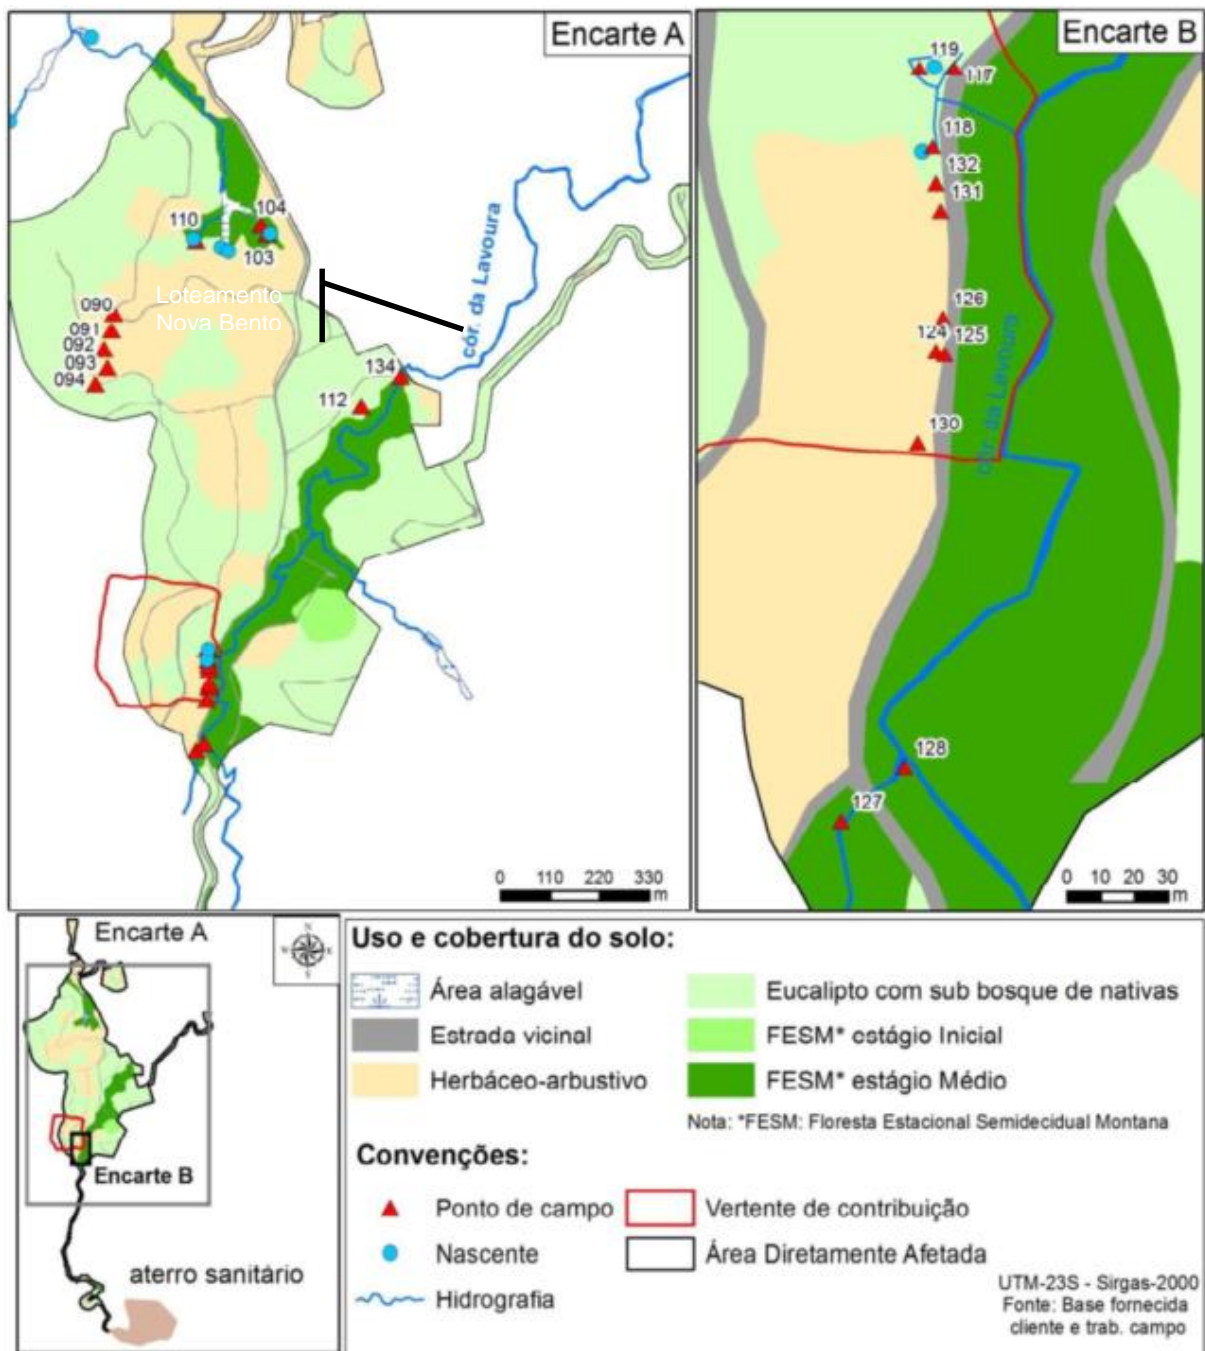 Encarte A
110
104
103
090
091
092
093
094
Loteamento
Nova Bento
cór. da Lavoura
134
112
0 110 220 330
m
Encarte B
119
117
118
132
131
126
124
125
130
cór. da Lavoura
128
127
0 10 20 30
m
Encarte A
N
S
Encarte B
aterro sanitário
Uso e cobertura do solo:
Área alagável
Estrada vicinal
Herbáceo-arbustivo
Eucalipto com sub bosque de nativas
FESM* estágio Inicial
FESM* estágio Médio
Nota: *FESM: Floresta Estacional Semidecidual Montana
Convenções:
Ponto de campo
Nascente
Hidrografia
Vertente de contribuição
Área Diretamente Afetada
UTM-23S - Sirgas-2000
Fonte: Base fornecida
cliente e trab. campo